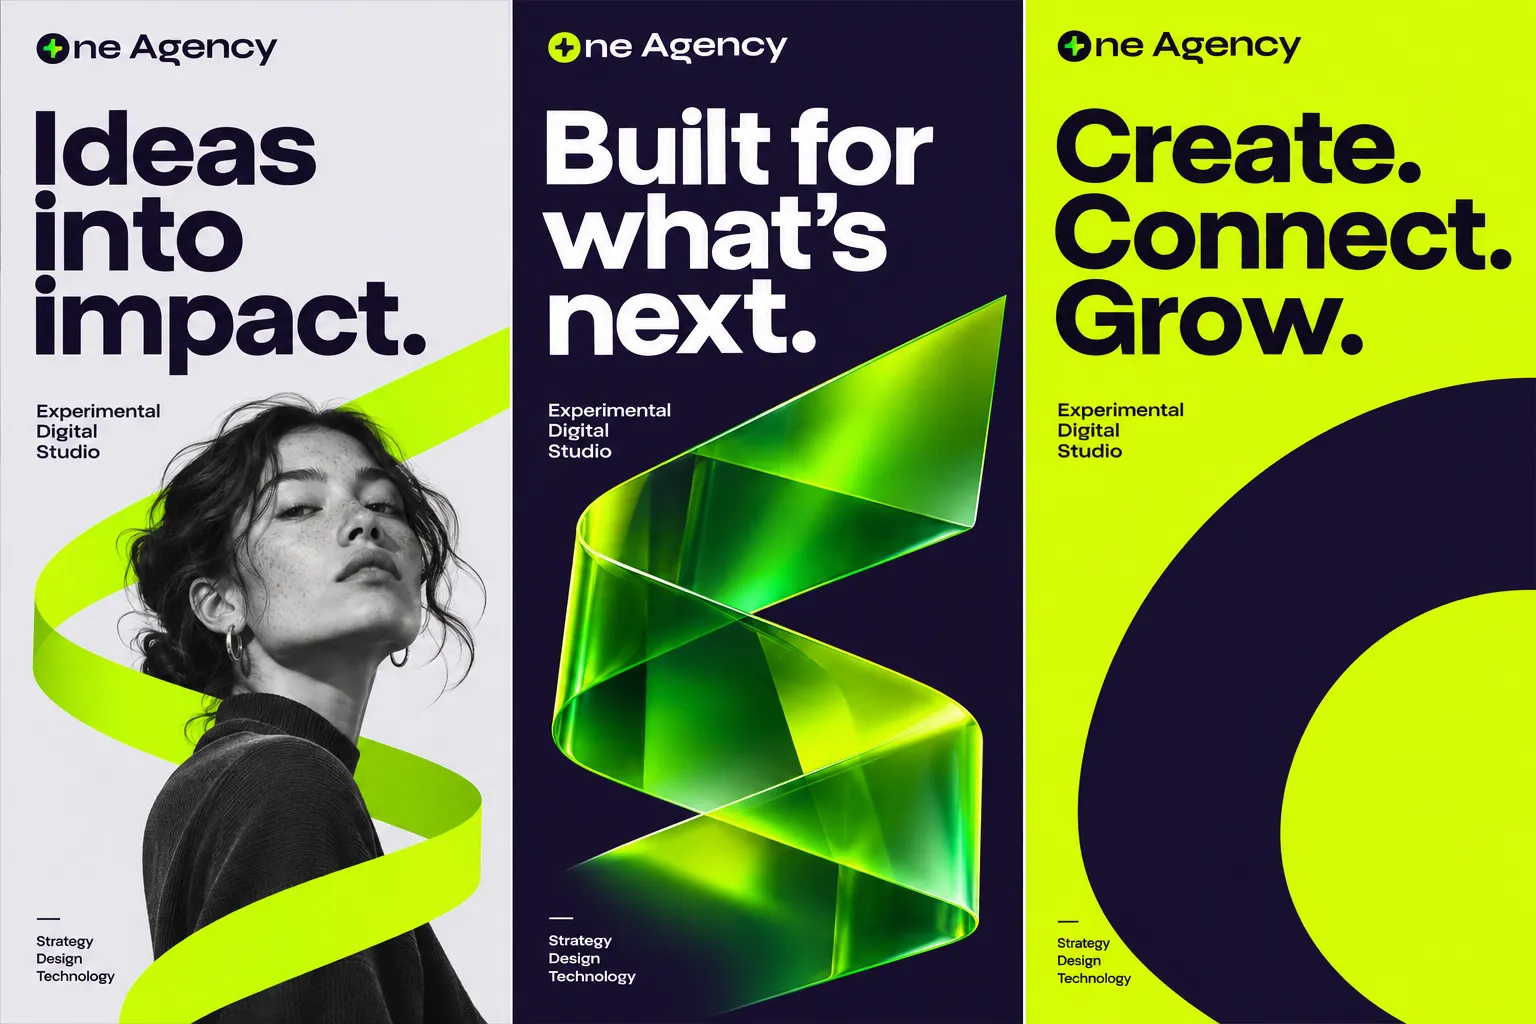 One Agency
Ideas
into
impact.
Experimental
Digital
Studio
Strategy
Design
Technology
One Agency
Built for
what’s
next.
Experimental
Digital
Studio
Strategy
Design
Technology
One Agency
Create.
Connect.
Grow.
Experimental
Digital
Studio
Strategy
Design
Technology